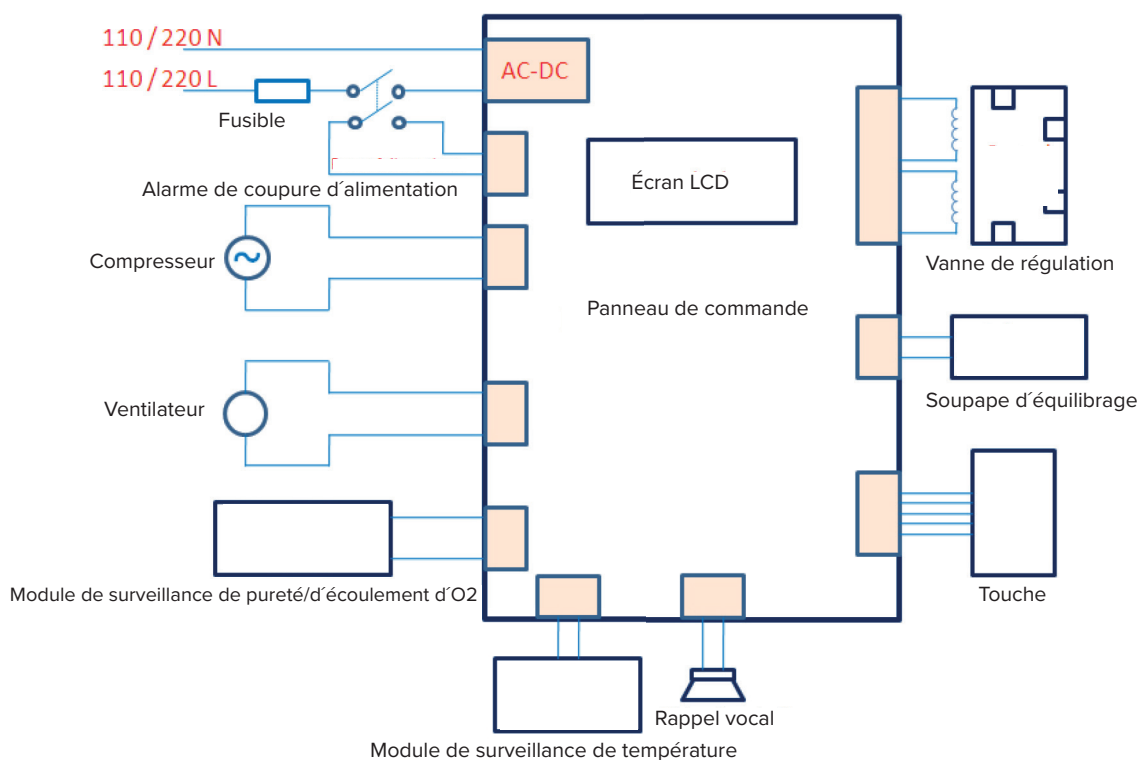 110 / 220 N
110 / 220 L
AC-DC
Fusible
Alarme de coupure d´alimentation
Écran LCD
Compresseur
Vanne de régulation
Panneau de commande
Ventilateur
Soupape d´équilibrage
Module de surveillance de pureté/d´écoulement d´O2
Touche
Rappel vocal
Module de surveillance de température